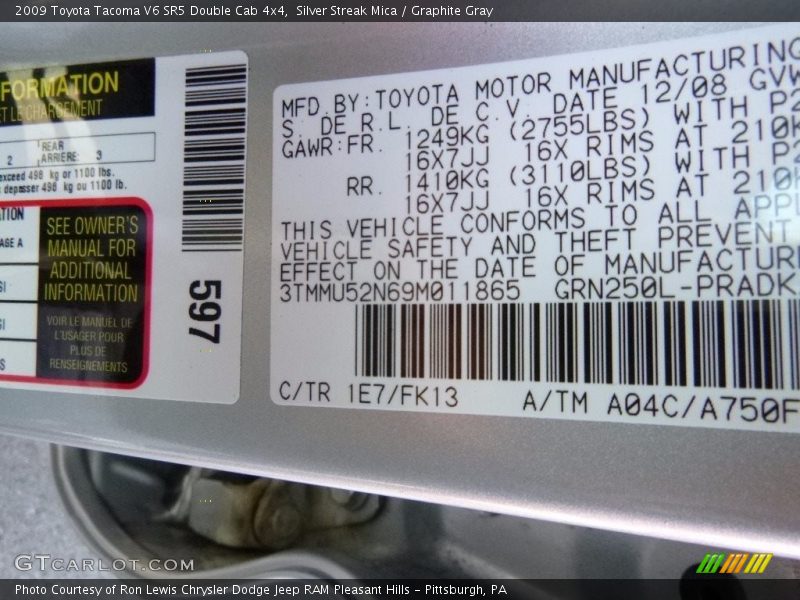 2009 Toyota Tacoma V6 SR5 Double Cab 4x4, Silver Streak Mica / Graphite Gray
FORMATION
ET LE CHARGEMENT
2 REAR ARRIÈRE: 3
exceed 498 kg or 1100 lbs.
depasser 498 kg ou 1100 lb.
SEE OWNER'S
MANUAL FOR
ADDITIONAL
INFORMATION
VOIR LE MANUEL DE
L'USAGER POUR
PLUS DE
RENSEIGNEMENTS
597
MFD.BY:TOYOTA MOTOR MANUFACTURING
S. DE R.L. DE C.V. DATE 12/08 GVW
GAWR:FR. 1249KG (2755LBS) WITH P2
16X7JJ 16X RIMS AT 210K
RR. 1410KG (3110LBS) WITH P2
16X7JJ 16X RIMS AT 210K
THIS VEHICLE CONFORMS TO ALL APPL
VEHICLE SAFETY AND THEFT PREVENT
EFFECT ON THE DATE OF MANUFACTURE
3TMMU52N69M011865 GRN250L-PRADK
C/TR 1E7/FK13 A/TM A04C/A750F
GTCARLOT.COM
Photo Courtesy of Ron Lewis Chrysler Dodge Jeep RAM Pleasant Hills - Pittsburgh, PA